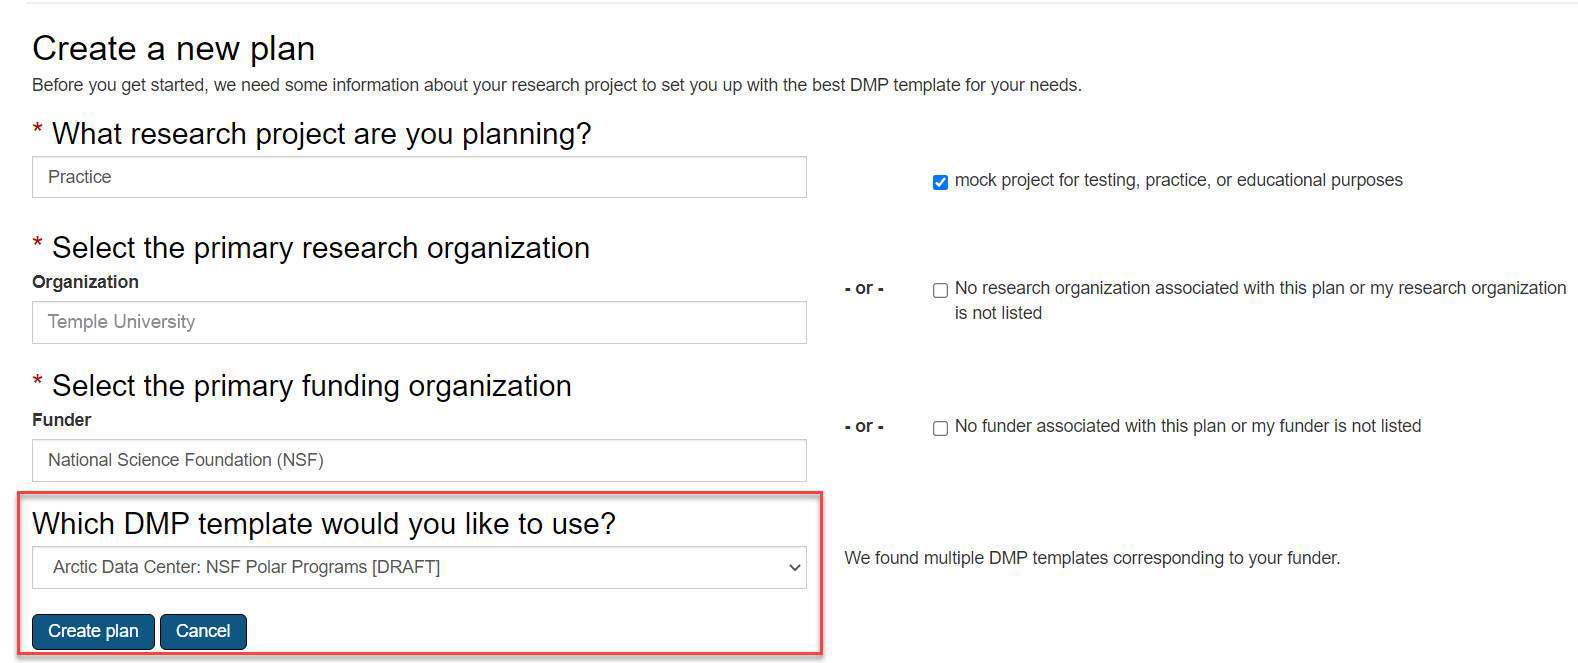 Create a new plan
Before you get started, we need some information about your research project to set you up with the best DMP template for your needs.
* What research project are you planning?
Practice
mock project for testing, practice, or educational purposes
* Select the primary research organization
Organization
Temple University
- or -
No research organization associated with this plan or my research organization
is not listed
* Select the primary funding organization
Funder
National Science Foundation (NSF)
- or -
No funder associated with this plan or my funder is not listed
Which DMP template would you like to use?
Arctic Data Center: NSF Polar Programs [DRAFT]
We found multiple DMP templates corresponding to your funder.
Create plan
Cancel